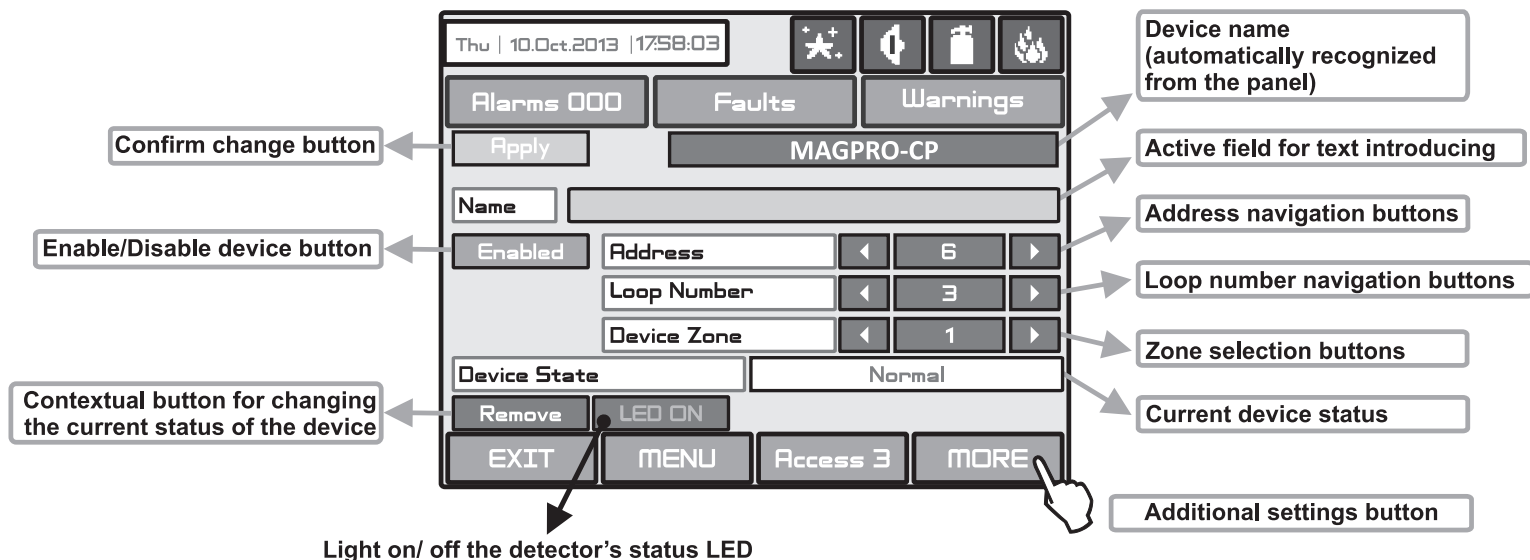 Thu | 10.Oct.2013 |17:58:03
Device name
(automatically recognized
from the panel)
Alarms 000
Faults
Warnings
Confirm change button
Apply
MAGPRO-CP
Active field for text introducing
Name
Address navigation buttons
Enable/Disable device button
Enabled
Address
6
Loop Number
3
Loop number navigation buttons
Device Zone
1
Zone selection buttons
Device State
Normal
Contextual button for changing
the current status of the device
Remove
LED ON
Current device status
EXIT
MENU
Access 3
MORE
Additional settings button
Light on/ off the detector's status LED